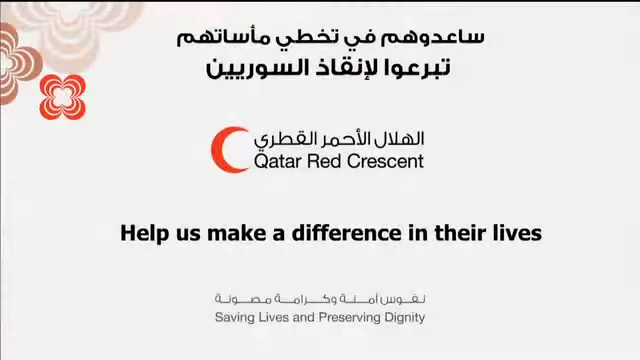 ساعدوهم في تخطي مأساتهم
تبرعوا لإنقاذ السوريين
الهلال الأحمر القطري
Qatar Red Crescent
Help us make a difference in their lives
نفوس آمنة وكرامة مصونة
Saving Lives and Preserving Dignity